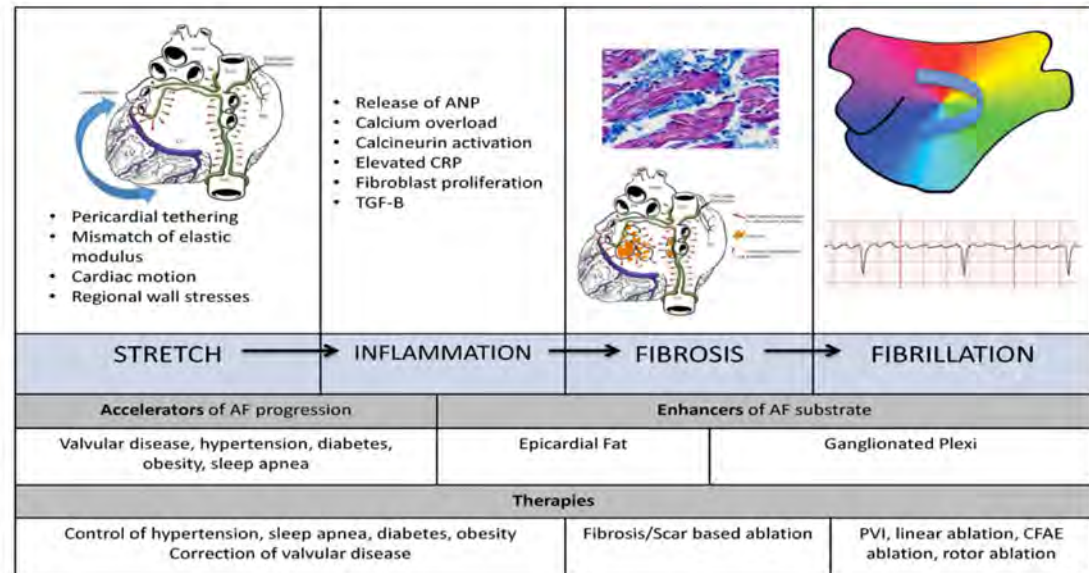 • Pericardial tethering
• Mismatch of elastic
modulus
• Cardiac motion
• Regional wall stresses
• Release of ANP
• Calcium overload
• Calcineurin activation
• Elevated CRP
• Fibroblast proliferation
• TGF-B
STRETCH
INFLAMMATION
FIBROSIS
FIBRILLATION
Accelerators of AF progression
Enhancers of AF substrate
Valvular disease, hypertension, diabetes,
obesity, sleep apnea
Epicardial Fat
Ganglionated Plexi
Therapies
Control of hypertension, sleep apnea, diabetes, obesity
Correction of valvular disease
Fibrosis/Scar based ablation
PVI, linear ablation, CFAE
ablation, rotor ablation